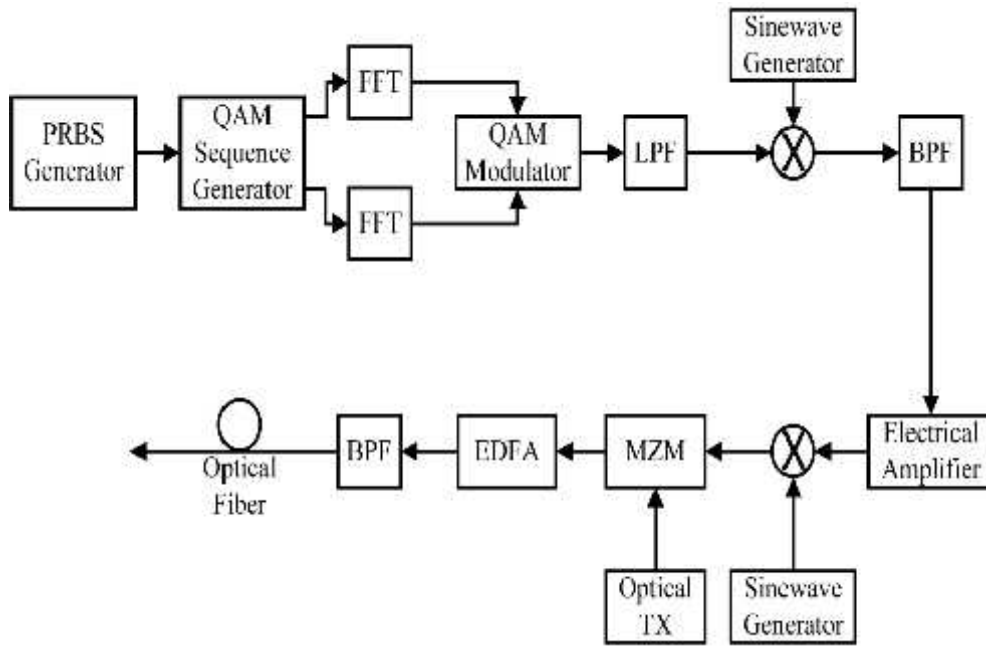 PRBS
Generator
QAM
Sequence
Generator
FFT
FFT
QAM
Modulator
LPF
Sinewave
Generator
X
BPF
Electrical
Amplifier
X
Sinewave
Generator
MZM
Optical
TX
EDFA
BPF
Optical
Fiber